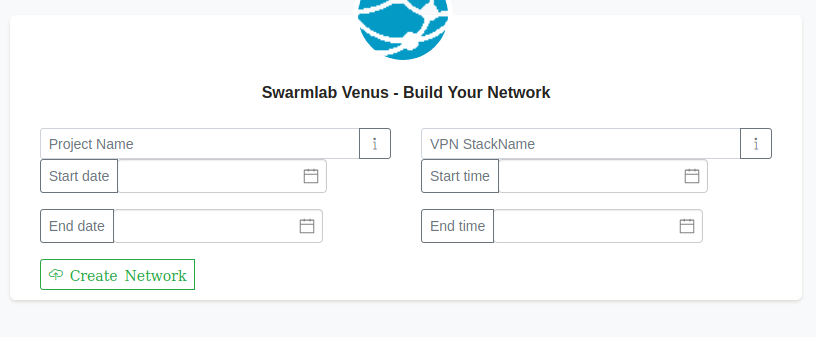 Swarmlab Venus - Build Your Network
Project Name i
VPN StackName i
Start date
Start time
End date
End time
Create Network